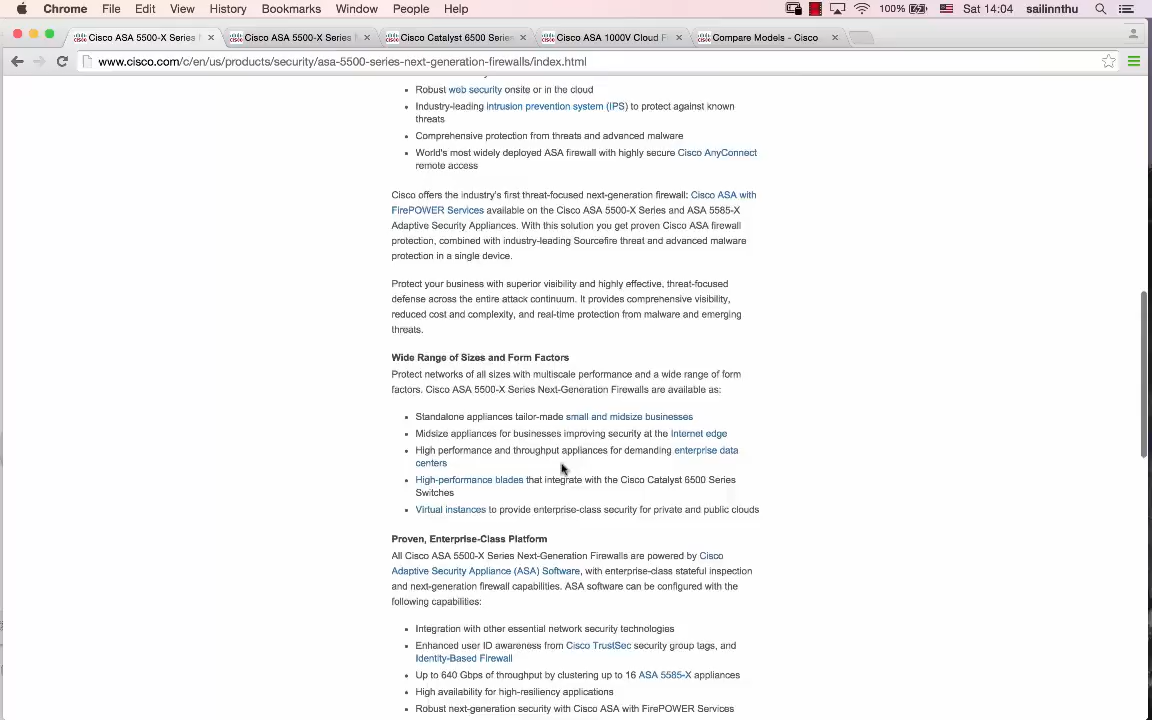 Chrome File Edit View History Bookmarks Window People Help 100% Sat 14:04 sailinnthu
Cisco ASA 5500-X Series × Cisco ASA 5500-X Series × Cisco Catalyst 6500 Series × Cisco ASA 1000V Cloud F × Compare Models - Cisco ×
www.cisco.com/c/en/us/products/security/asa-5500-series-next-generation-firewalls/index.html
• Robust web security onsite or in the cloud
• Industry-leading intrusion prevention system (IPS) to protect against known
threats
• Comprehensive protection from threats and advanced malware
• World's most widely deployed ASA firewall with highly secure Cisco AnyConnect
remote access
Cisco offers the industry's first threat-focused next-generation firewall: Cisco ASA with
FirePOWER Services available on the Cisco ASA 5500-X Series and ASA 5585-X
Adaptive Security Appliances. With this solution you get proven Cisco ASA firewall
protection, combined with industry-leading Sourcefire threat and advanced malware
protection in a single device.
Protect your business with superior visibility and highly effective, threat-focused
defense across the entire attack continuum. It provides comprehensive visibility,
reduced cost and complexity, and real-time protection from malware and emerging
threats.
Wide Range of Sizes and Form Factors
Protect networks of all sizes with multiscale performance and a wide range of form
factors. Cisco ASA 5500-X Series Next-Generation Firewalls are available as:
• Standalone appliances tailor-made small and midsize businesses
• Midsize appliances for businesses improving security at the Internet edge
• High performance and throughput appliances for demanding enterprise data
centers
• High-performance blades that integrate with the Cisco Catalyst 6500 Series
Switches
• Virtual instances to provide enterprise-class security for private and public clouds
Proven, Enterprise-Class Platform
All Cisco ASA 5500-X Series Next-Generation Firewalls are powered by Cisco
Adaptive Security Appliance (ASA) Software, with enterprise-class stateful inspection
and next-generation firewall capabilities. ASA software can be configured with the
following capabilities:
• Integration with other essential network security technologies
• Enhanced user ID awareness from Cisco TrustSec security group tags, and
Identity-Based Firewall
• Up to 640 Gbps of throughput by clustering up to 16 ASA 5585-X appliances
• High availability for high-resiliency applications
• Robust next-generation security with Cisco ASA with FirePOWER Services